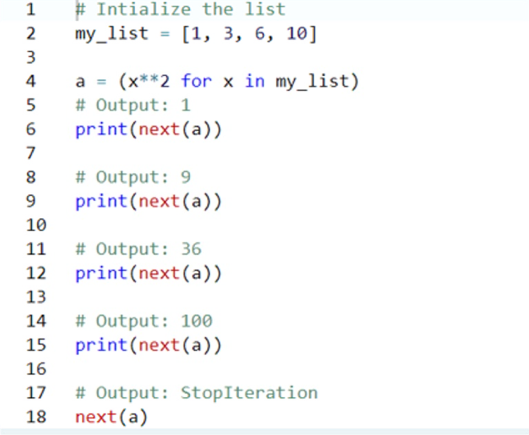 1 # Intialize the list
2 my_list = [1, 3, 6, 10]
3
4 a = (x**2 for x in my_list)
5 # Output: 1
6 print(next(a))
7
8 # Output: 9
9 print(next(a))
10
11 # Output: 36
12 print(next(a))
13
14 # Output: 100
15 print(next(a))
16
17 # Output: StopIteration
18 next(a)